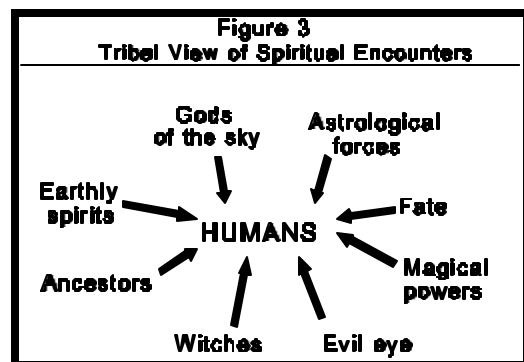 Figure 3
Tribal View of Spiritual Encounters
Gods
of the sky
Astrological
forces
Earthly
spirits
Fate
HUMANS
Ancestors
Magical
powers
Witches
Evil eye